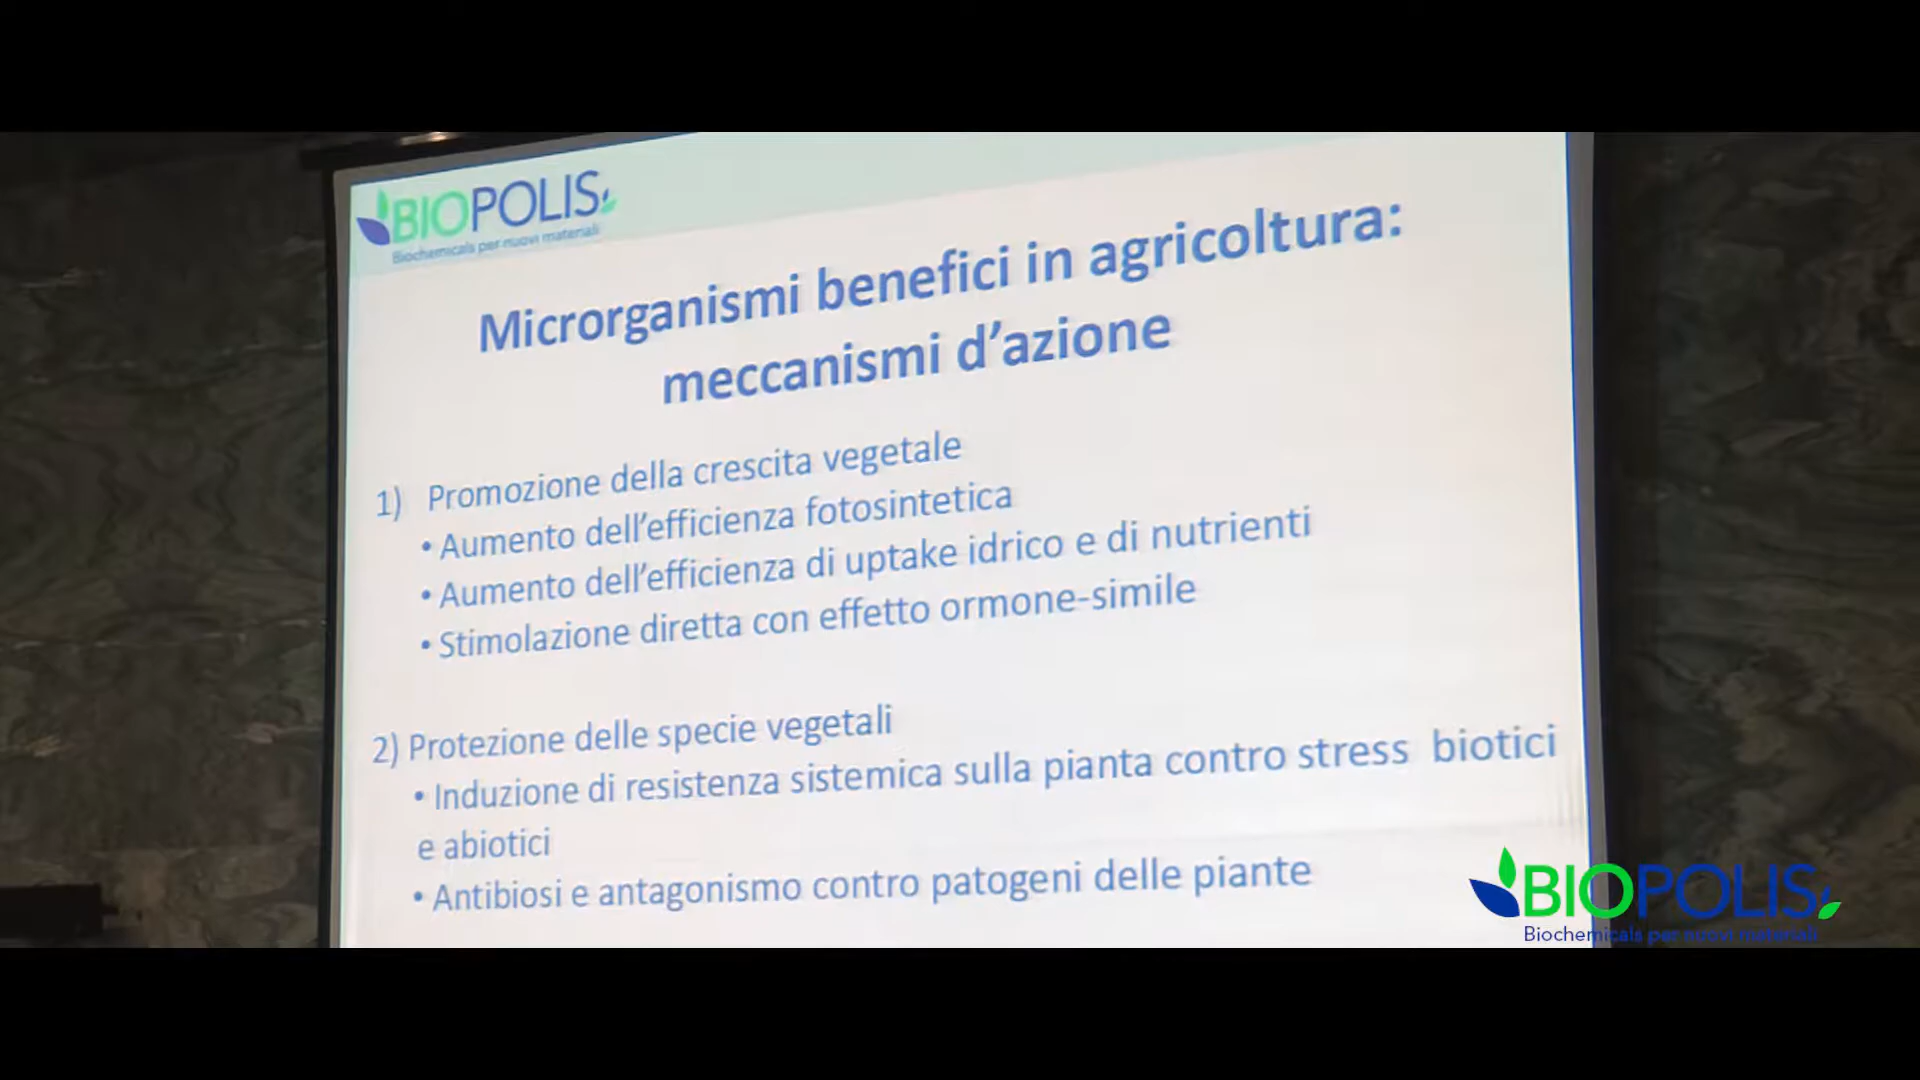 BIOPOLIS
Biochemicals per nuovi materiali
Microrganismi benefici in agricoltura:
meccanismi d'azione
1) Promozione della crescita vegetale
• Aumento dell'efficienza fotosintetica
• Aumento dell'efficienza di uptake idrico e di nutrienti
• Stimolazione diretta con effetto ormone-simile
2) Protezione delle specie vegetali
• Induzione di resistenza sistemica sulla pianta contro stress biotici
e abiotici
• Antibiosi e antagonismo contro patogeni delle piante
BIOPOLIS
Biochemicals per nuovi materiali